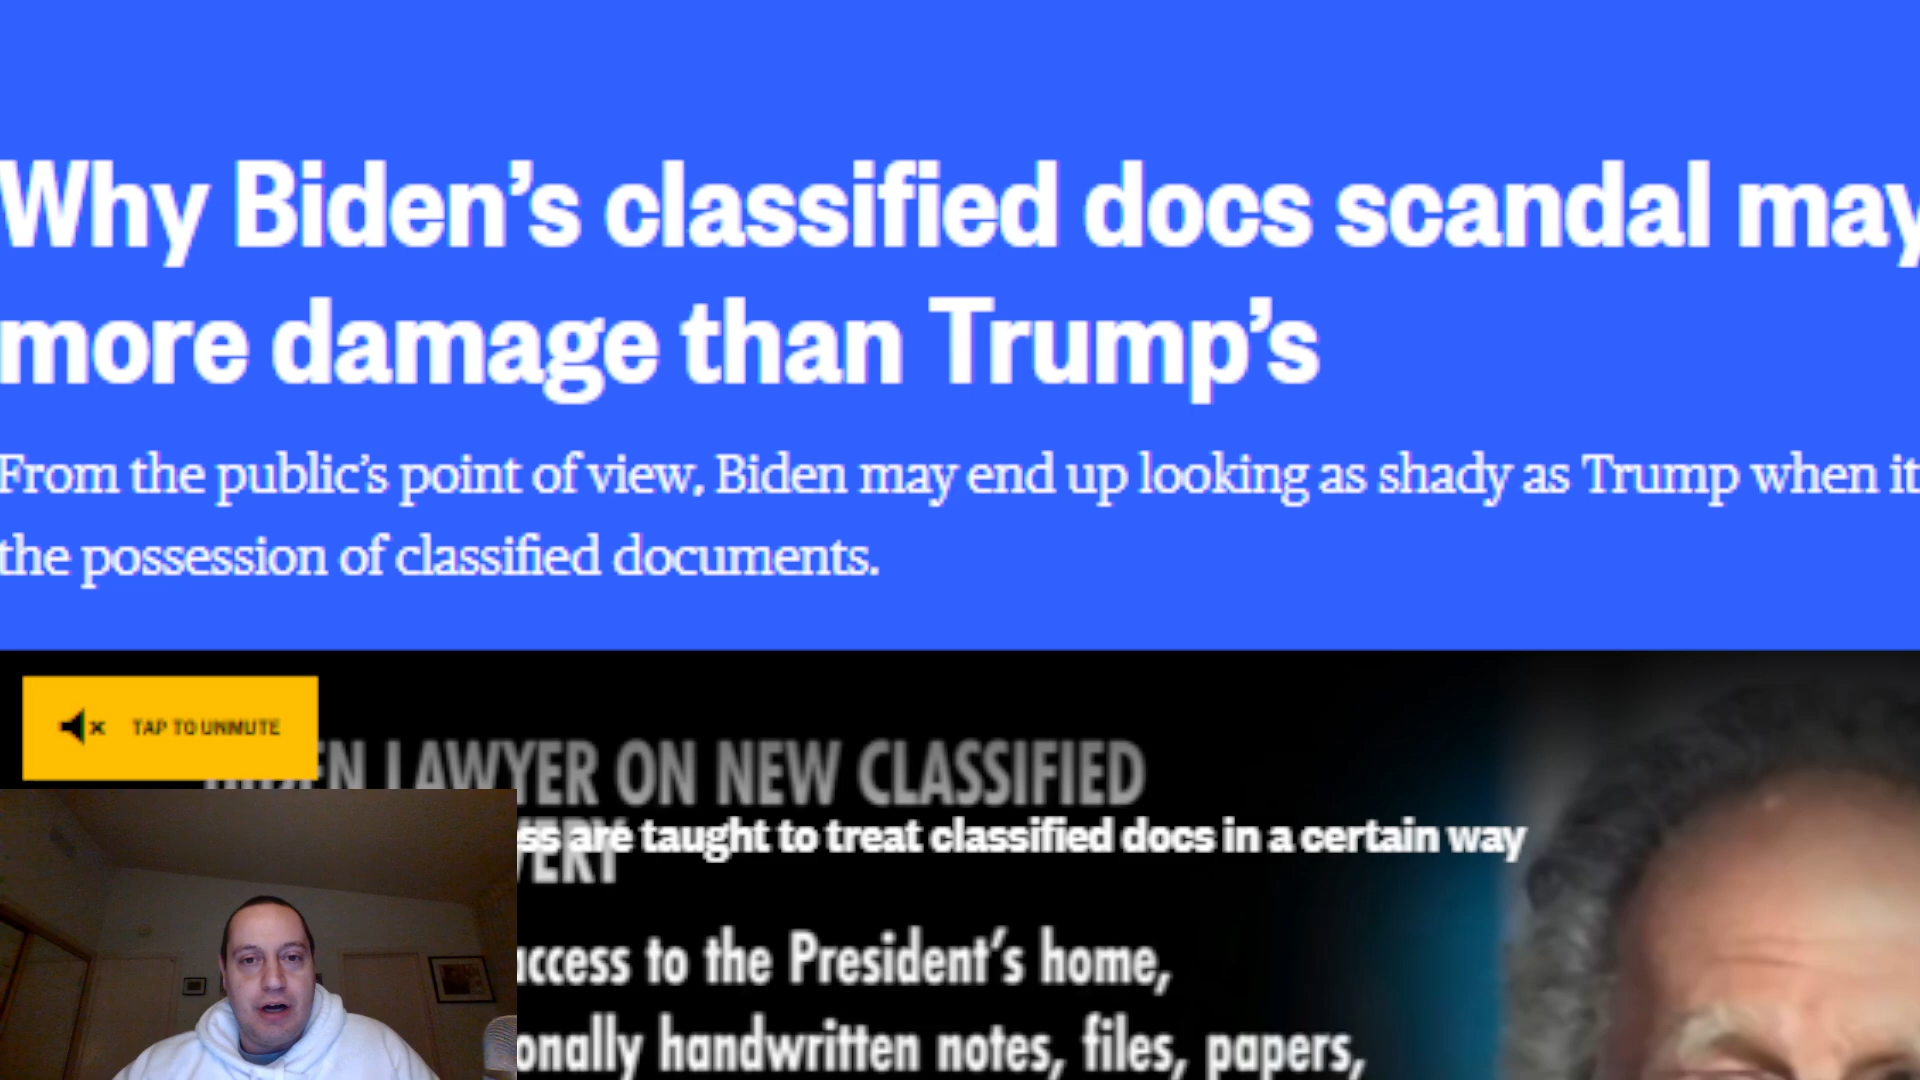 Why Biden’s classified docs scandal may
more damage than Trump’s
From the public’s point of view, Biden may end up looking as shady as Trump when it
the possession of classified documents.
TAP TO UNMUTE
LAWYER ON NEW CLASSIFIED
are taught to treat classified docs in a certain way
access to the President’s home,
handwritten notes, files, papers,